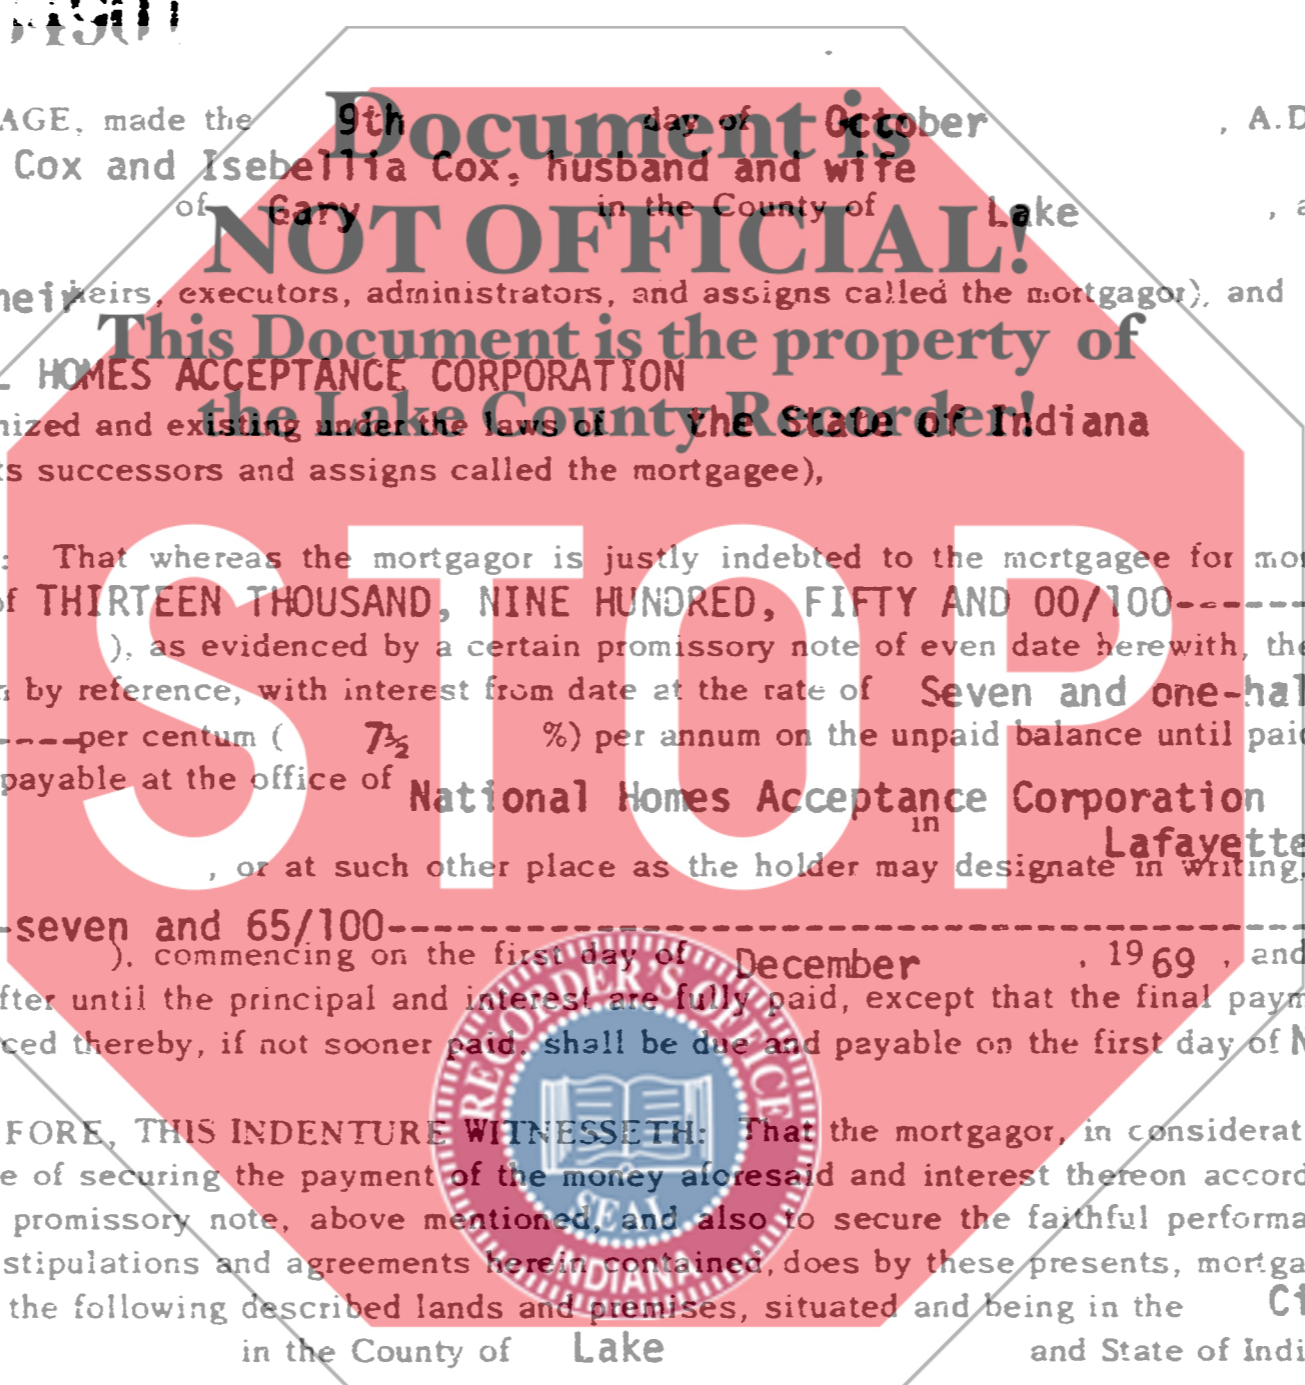 AGE, made the 9th day of October , A.D
Document is
Cox and Isebellia Cox, husband and wife
of Gary in the County of Lake , a
NOT OFFICIAL!
heir heirs, executors, administrators, and assigns called the mortgagor), and
This Document is the property of
L HOMES ACCEPTANCE CORPORATION
the Lake County Recorder!
nized and existing under the laws of the State of Indiana
ts successors and assigns called the mortgagee),
STOP
: That whereas the mortgagor is justly indebted to the mortgagee for mo
of THIRTEEN THOUSAND, NINE HUNDRED, FIFTY AND 00/100-------
), as evidenced by a certain promissory note of even date herewith, the
n by reference, with interest from date at the rate of Seven and one-hal
----per centum ( 7½ %) per annum on the unpaid balance until paid
payable at the office of National Homes Acceptance Corporation
in Lafayette
, or at such other place as the holder may designate in writing,
-seven and 65/100--------------------------------------------
), commencing on the first day of December , 19 69 , and
fter until the principal and interest are fully paid, except that the final paym
ced thereby, if not sooner paid, shall be due and payable on the first day of N
RECORDER'S OFFICE
SEAL
INDIANA
FORE, THIS INDENTURE WITNESSETH: That the mortgagor, in considerat
e of securing the payment of the money aforesaid and interest thereon accord
promissory note, above mentioned, and also to secure the faithful performa
stipulations and agreements herein contained, does by these presents, mortga
the following described lands and premises, situated and being in the Ci
in the County of Lake and State of Indi